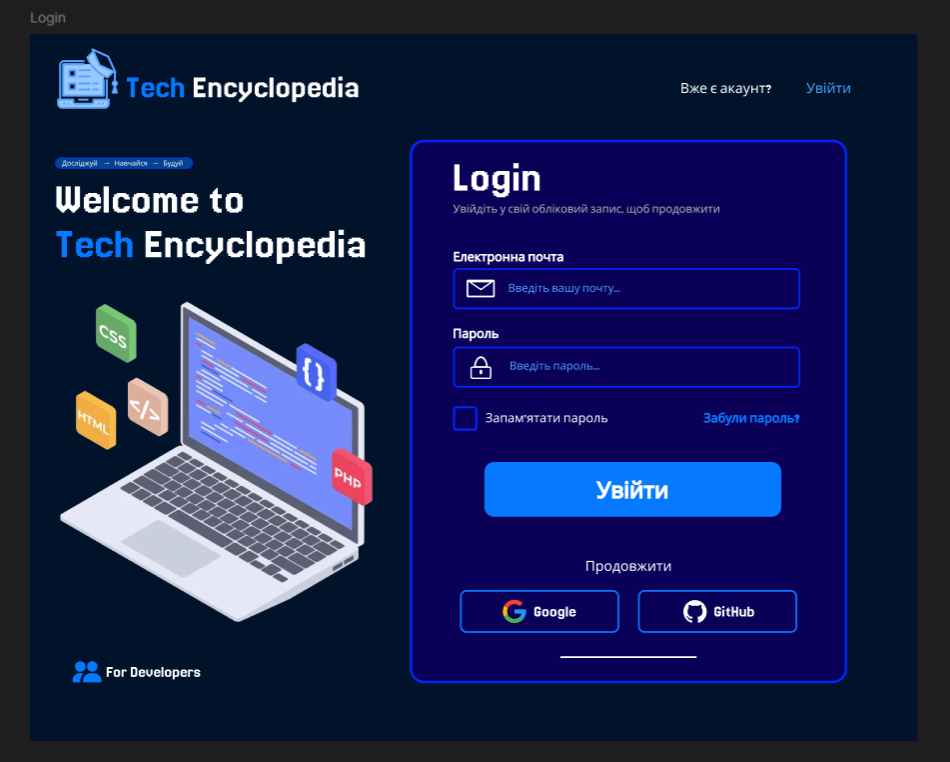 Login
Tech Encyclopedia
Вже є акаунт? Увійти
Досліджуй → Навчайся → Будуй
Welcome to
Tech Encyclopedia
CSS
{}
</>
HTML
PHP
For Developers
Login
Увійдіть у свій обліковий запис, щоб продовжити
Електронна почта
Введіть вашу почту...
Пароль
Введіть пароль...
Запам'ятати пароль Забули пароль?
Увійти
Продовжити
Google GitHub